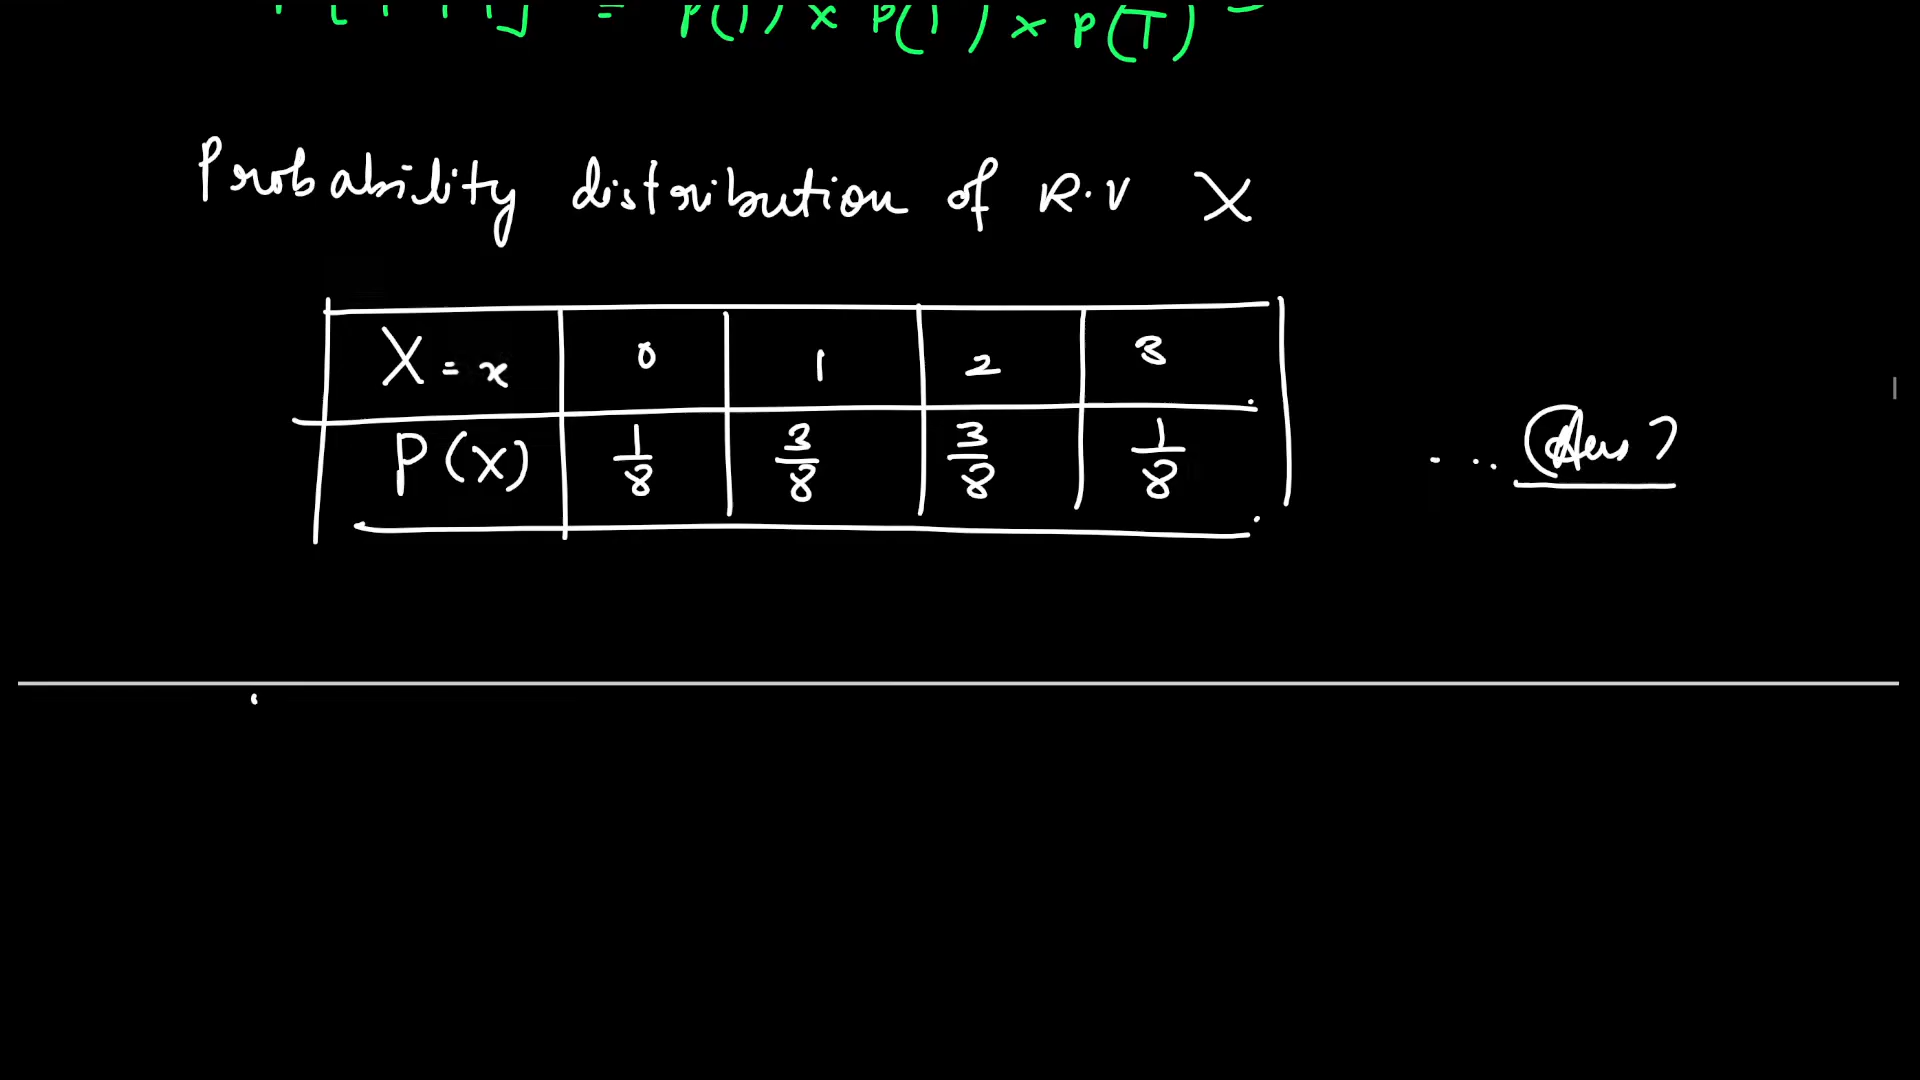 = P(T) × P(T) × P(T) =
Probability distribution of R.V X
X = x 0 1 2 3
P(X) 1/8 3/8 3/8 1/8 ... (Ans)